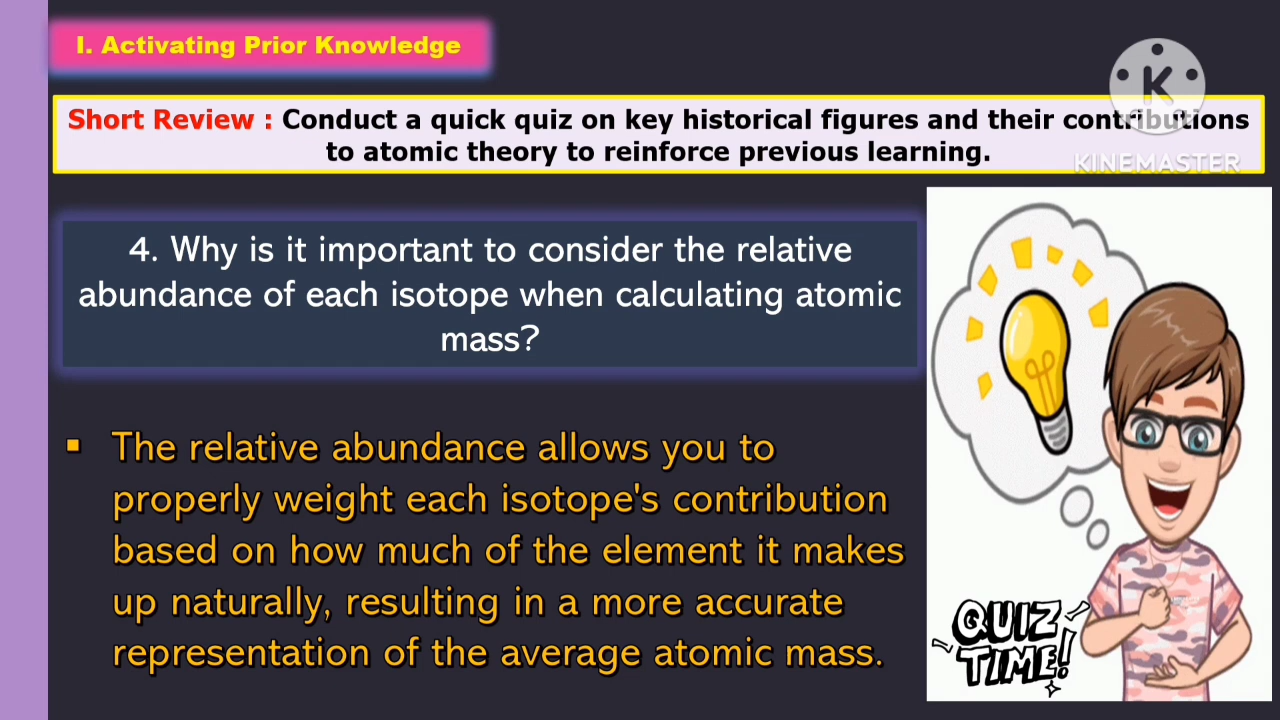 I. Activating Prior Knowledge
Short Review : Conduct a quick quiz on key historical figures and their contributions
to atomic theory to reinforce previous learning.
K
KINEMASTER
4. Why is it important to consider the relative
abundance of each isotope when calculating atomic
mass?
▪ The relative abundance allows you to
properly weight each isotope's contribution
based on how much of the element it makes
up naturally, resulting in a more accurate
representation of the average atomic mass.
QUIZ
TIME!